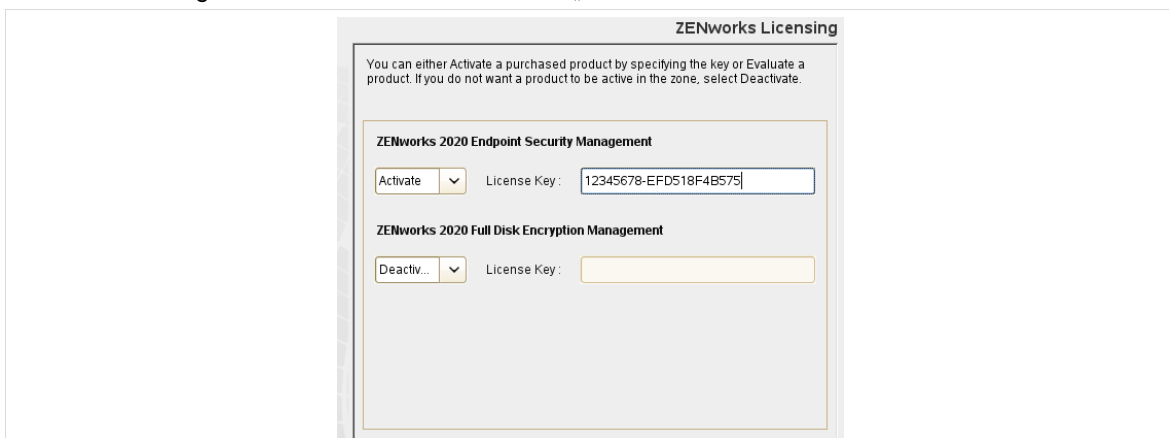 ZENworks Licensing
You can either Activate a purchased product by specifying the key or Evaluate a
product. If you do not want a product to be active in the zone, select Deactivate.
ZENworks 2020 Endpoint Security Management
Activate License Key : 12345678-EFD518F4B575
ZENworks 2020 Full Disk Encryption Management
Deactiv... License Key :